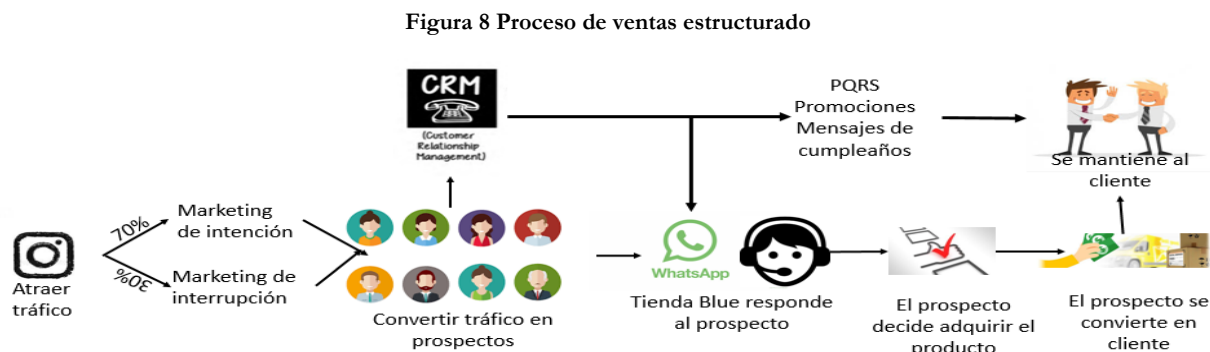 Figura 8 Proceso de ventas estructurado
CRM
(Customer
Relationship
Management)
PQRS
Promociones
Mensajes de
cumpleaños
Se mantiene al
cliente
Atraer
tráfico
70%
30%
Marketing
de intención
Marketing de
interrupción
Convertir tráfico en
prospectos
WhatsApp
Tienda Blue responde
al prospecto
El prospecto
decide adquirir el
producto
El prospecto se
convierte en
cliente